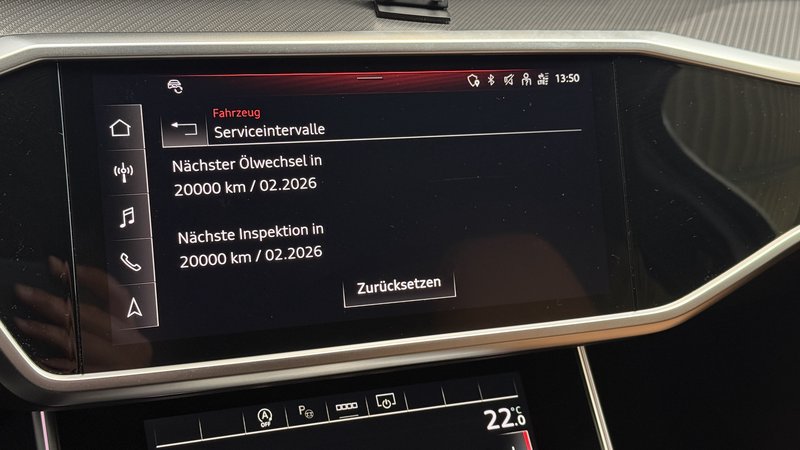 13:50
Fahrzeug
Serviceintervalle
Nächster Ölwechsel in
20000 km / 02.2026
Nächste Inspektion in
20000 km / 02.2026
Zurücksetzen
A
OFF
P
22.0 °C